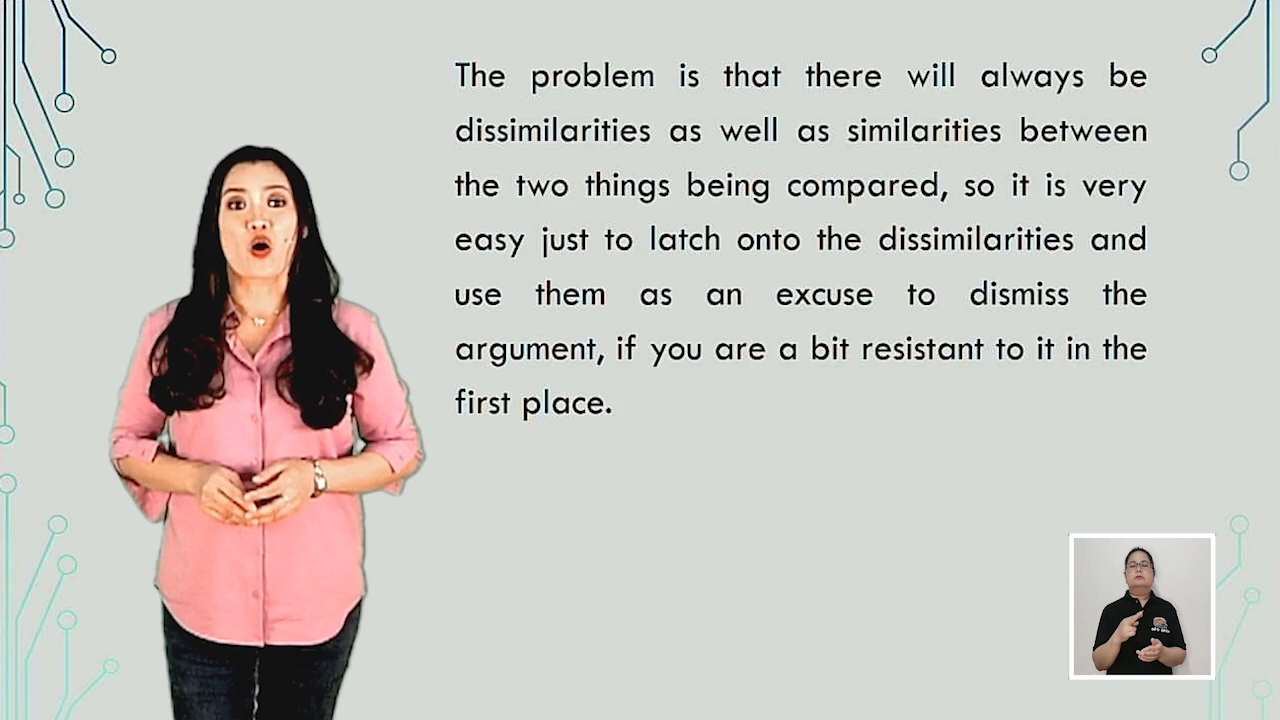 The problem is that there will always be
dissimilarities as well as similarities between
the two things being compared, so it is very
easy just to latch onto the dissimilarities and
use them as an excuse to dismiss the
argument, if you are a bit resistant to it in the
first place.